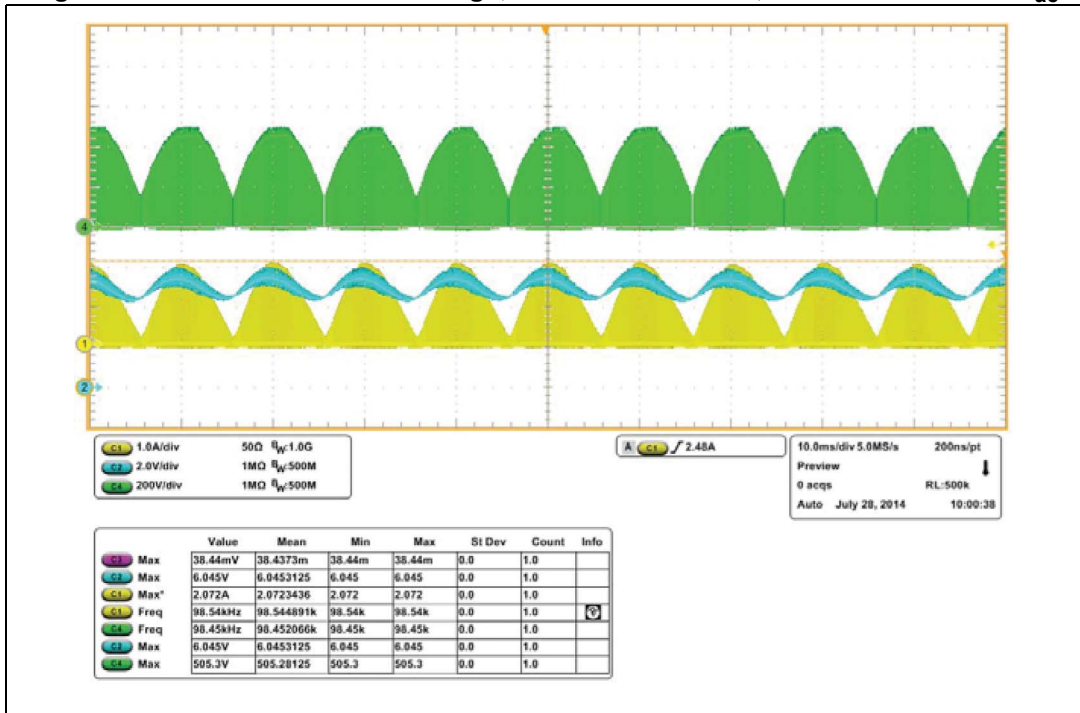 4
1
2
C1 1.0A/div 50Ω BW:1.0G
C2 2.0V/div 1MΩ BW:500M
C4 200V/div 1MΩ BW:500M
A C1 2.48A
10.0ms/div 5.0MS/s 200ns/pt
Preview
0 acqs RL:500k
Auto July 28, 2014 10:00:38
Value Mean Min Max St Dev Count Info
C3 Max 38.44mV 38.4373m 38.44m 38.44m 0.0 1.0
C2 Max 6.045V 6.0453125 6.045 6.045 0.0 1.0
C1 Max* 2.072A 2.0723436 2.072 2.072 0.0 1.0
C1 Freq 98.54kHz 98.544891k 98.54k 98.54k 0.0 1.0
C4 Freq 98.45kHz 98.452066k 98.45k 98.45k 0.0 1.0
C2 Max 6.045V 6.0453125 6.045 6.045 0.0 1.0
C4 Max 505.3V 505.28125 505.3 505.3 0.0 1.0